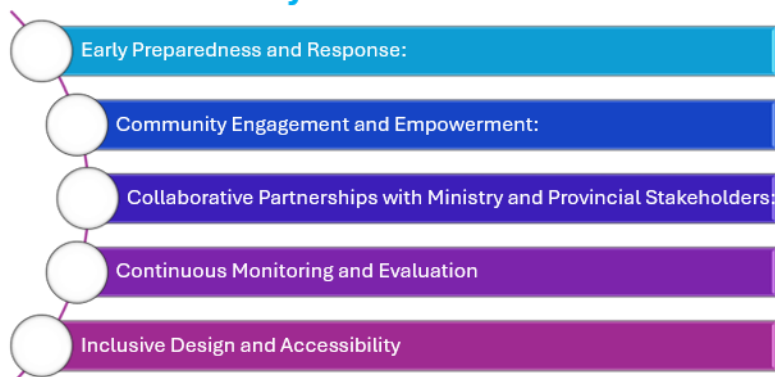 Early Preparedness and Response:
Community Engagement and Empowerment:
Collaborative Partnerships with Ministry and Provincial Stakeholders:
Continuous Monitoring and Evaluation
Inclusive Design and Accessibility